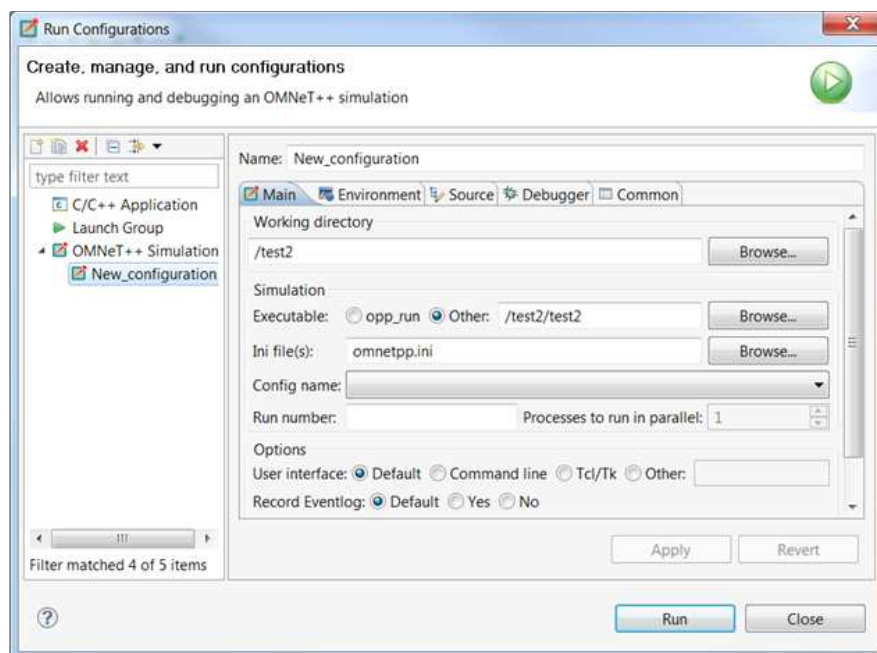 Run Configurations
Create, manage, and run configurations
Allows running and debugging an OMNeT++ simulation
type filter text
C/C++ Application
Launch Group
OMNeT++ Simulation
New_configuration
Filter matched 4 of 5 items
Name: New_configuration
Main Environment Source Debugger Common
Working directory
/test2 Browse...
Simulation
Executable: opp_run Other: /test2/test2 Browse...
Ini file(s): omnetpp.ini Browse...
Config name:
Run number: Processes to run in parallel: 1
Options
User interface: Default Command line Tcl/Tk Other:
Record Eventlog: Default Yes No
Apply Revert
Run Close